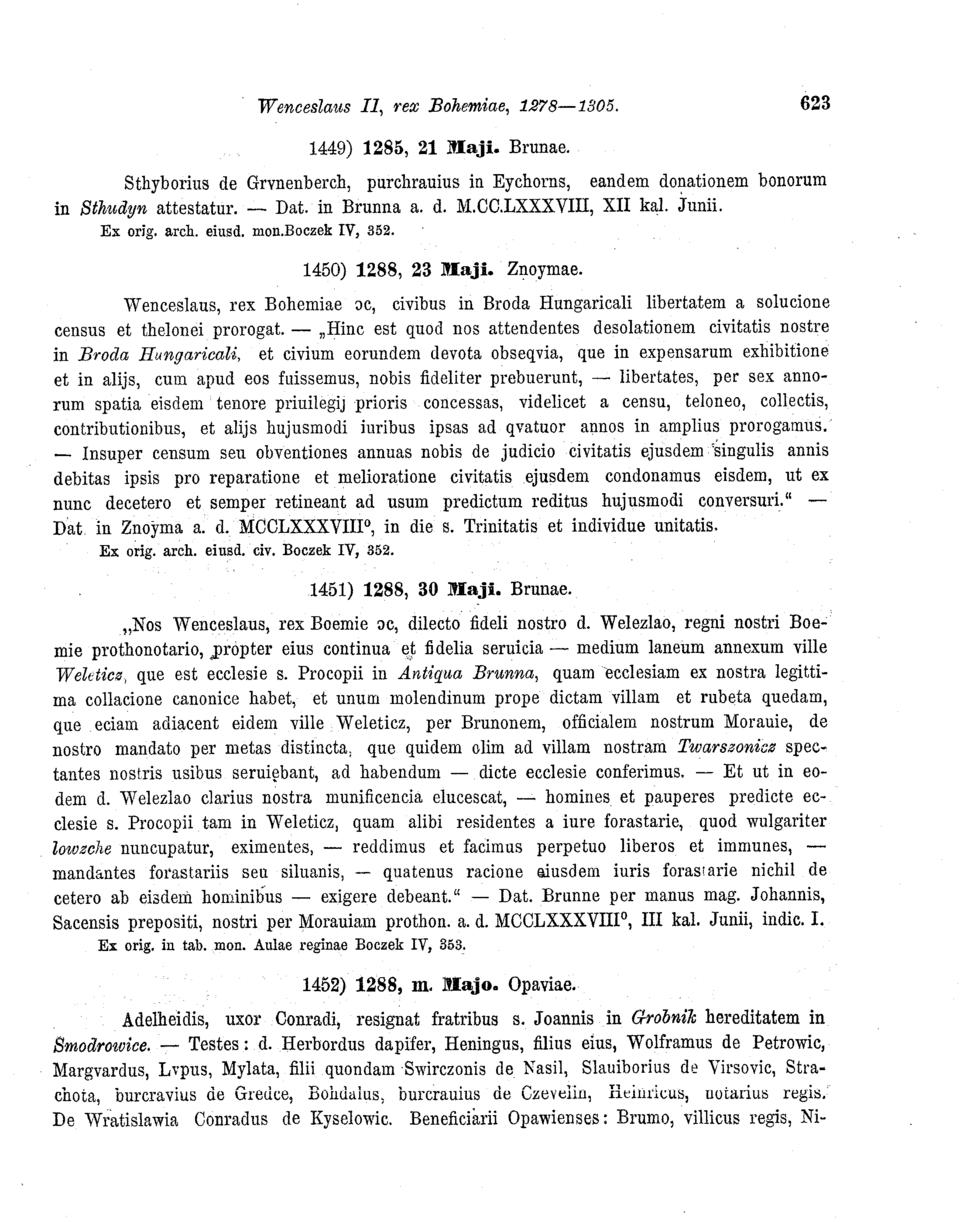 Wenceslaus II, rex Bohemiae, 1278—1305. 623
1449) 1285, 21 Maji. Brunae.
Sthyborius de Grvnenberch, purchrauius in Eychorns, eandem donationem bonorum
in Sthudyn attestatur. — Dat. in Brunna a. d. M.CC.LXXXVIII, XII kal. Junii.
Ex orig. arch. eiusd. mon.Boczek IV, 352.
1450) 1288, 23 Maji. Znoymae.
Wenceslaus, rex Bohemiae ɔc, civibus in Broda Hungaricali libertatem a solucione
census et thelonei prorogat. — „Hinc est quod nos attendentes desolationem civitatis nostre
in Broda Hungaricali, et civium eorundem devota obseqvia, que in expensarum exhibitione
et in alijs, cum apud eos fuissemus, nobis fideliter prebuerunt, — libertates, per sex anno-
rum spatia eisdem tenore priuilegij prioris concessas, videlicet a censu, teloneo, collectis,
contributionibus, et alijs hujusmodi iuribus ipsas ad qvatuor annos in amplius prorogamus.
— Insuper censum seu obventiones annuas nobis de judicio civitatis ejusdem singulis annis
debitas ipsis pro reparatione et melioratione civitatis ejusdem condonamus eisdem, ut ex
nunc decetero et semper retineant ad usum predictum reditus hujusmodi conversuri.“ —
Dat. in Znoyma a. d. MCCLXXXVIII⁰, in die s. Trinitatis et individue unitatis.
Ex orig. arch. eiusd. civ. Boczek IV, 352.
1451) 1288, 30 Maji. Brunae.
„Nos Wenceslaus, rex Boemie ɔc, dilecto fideli nostro d. Welezlao, regni nostri Boe-
mie prothonotario, propter eius continua et fidelia seruicia — medium laneum annexum ville
Weleticz, que est ecclesie s. Procopii in Antiqua Brunna, quam ecclesiam ex nostra legitti-
ma collacione canonice habet, et unum molendinum prope dictam villam et rubeta quedam,
que eciam adiacent eidem ville Weleticz, per Brunonem, officialem nostrum Morauie, de
nostro mandato per metas distincta, que quidem olim ad villam nostram Twarszonicz spec-
tantes nostris usibus seruiebant, ad habendum — dicte ecclesie conferimus. — Et ut in eo-
dem d. Welezlao clarius nostra munificencia elucescat, — homines et pauperes predicte ec-
clesie s. Procopii tam in Weleticz, quam alibi residentes a iure forastarie, quod wulgariter
lowzche nuncupatur, eximentes, — reddimus et facimus perpetuo liberos et immunes, —
mandantes forastariis seu siluanis, — quatenus racione eiusdem iuris forastarie nichil de
cetero ab eisdem hominibus — exigere debeant.“ — Dat. Brunne per manus mag. Johannis,
Sacensis prepositi, nostri per Morauiam prothon. a. d. MCCLXXXVIII⁰, III kal. Junii, indic. I.
Ex orig. in tab. mon. Aulae reginae Boczek IV, 353.
1452) 1288, m. Majo. Opaviae.
Adelheidis, uxor Conradi, resignat fratribus s. Joannis in Grobnik hereditatem in
Smodrowice. — Testes: d. Herbordus dapifer, Heningus, filius eius, Wolframus de Petrowic,
Margvardus, Lvpus, Mylata, filii quondam Swirczonis de Nasil, Slauiborius de Virsovic, Stra-
chota, burcravius de Gredce, Bohdalus, burcrauius de Czevelin, Heinricus, notarius regis.
De Wratislawia Conradus de Kyselowic. Beneficiarii Opawienses: Brumo, villicus regis, Ni-